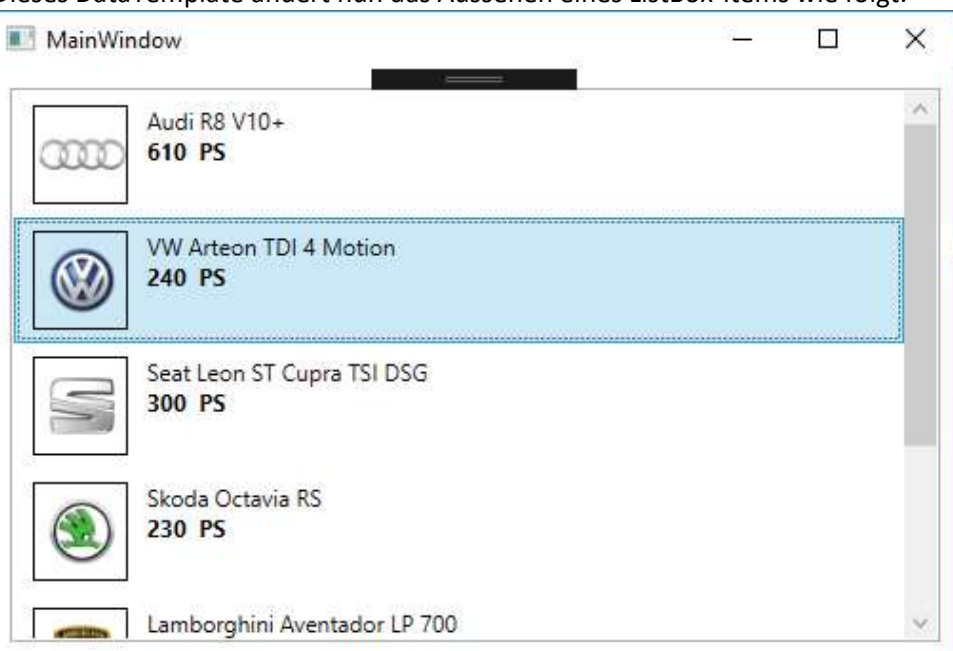 Dieses DataTemplate ändert nun das Aussehen eines ListBox-Items wie folgt:
MainWindow
Audi R8 V10+
610 PS
VW Arteon TDI 4 Motion
240 PS
Seat Leon ST Cupra TSI DSG
300 PS
Skoda Octavia RS
230 PS
Lamborghini Aventador LP 700